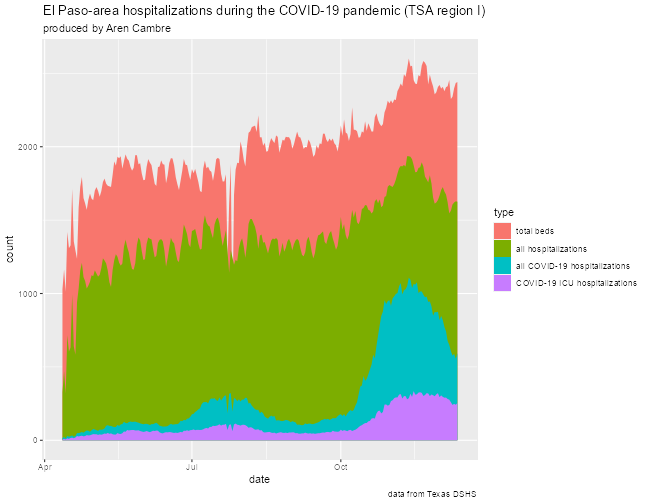 El Paso-area hospitalizations during the COVID-19 pandemic (TSA region I)
produced by Aren Cambre
count
2000
1000
0
Apr
Jul
Oct
date
type
total beds
all hospitalizations
all COVID-19 hospitalizations
COVID-19 ICU hospitalizations
data from Texas DSHS